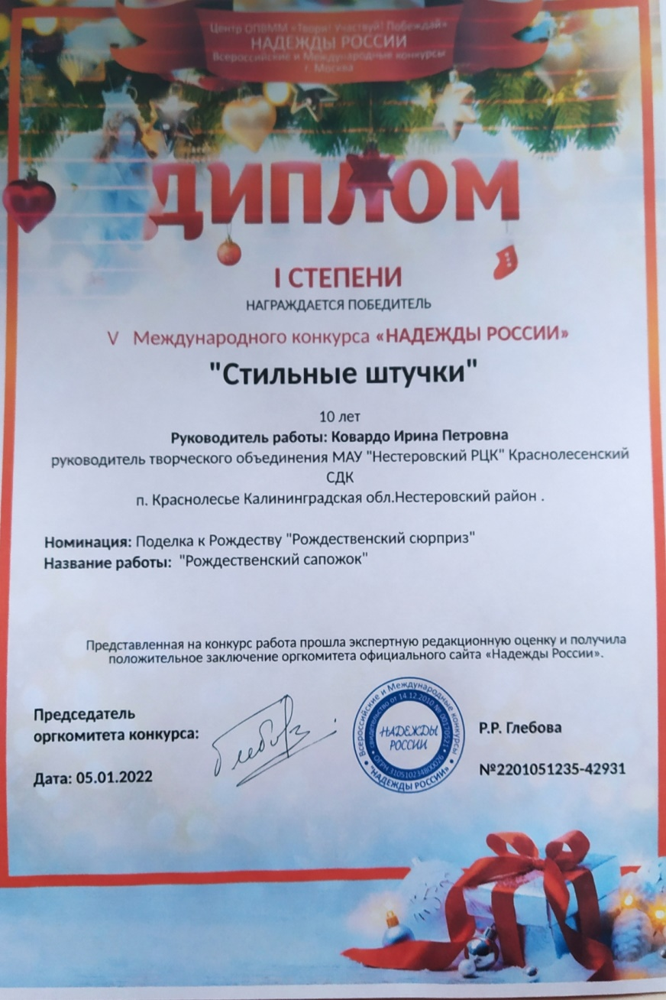 Центр ОПВММ «Твори! Участвуй! Побеждай»
НАДЕЖДЫ РОССИИ
Всероссийские и Международные конкурсы
г. Москва
ДИПЛОМ
I СТЕПЕНИ
НАГРАЖДАЕТСЯ ПОБЕДИТЕЛЬ
V Международного конкурса «НАДЕЖДЫ РОССИИ»
"Стильные штучки"
10 лет
Руководитель работы: Ковардо Ирина Петровна
руководитель творческого объединения МАУ "Нестеровский РЦК" Краснолесенский
СДК
п. Краснолесье Калининградская обл.Нестеровский район .
Номинация: Поделка к Рождеству "Рождественский сюрприз"
Название работы: "Рождественский сапожок"
Представленная на конкурс работа прошла экспертную редакционную оценку и получила
положительное заключение оргкомитета официального сайта «Надежды России».
Председатель
оргкомитета конкурса:
Глебова
Р.Р. Глебова
Всероссийские и Международные конкурсы
свидетельство от 14.12.2010 № 001370521
НАДЕЖДЫ
РОССИИ
ОГРН 310510234800026
"НАДЕЖДЫ РОССИИ»
Дата: 05.01.2022
№2201051235-42931